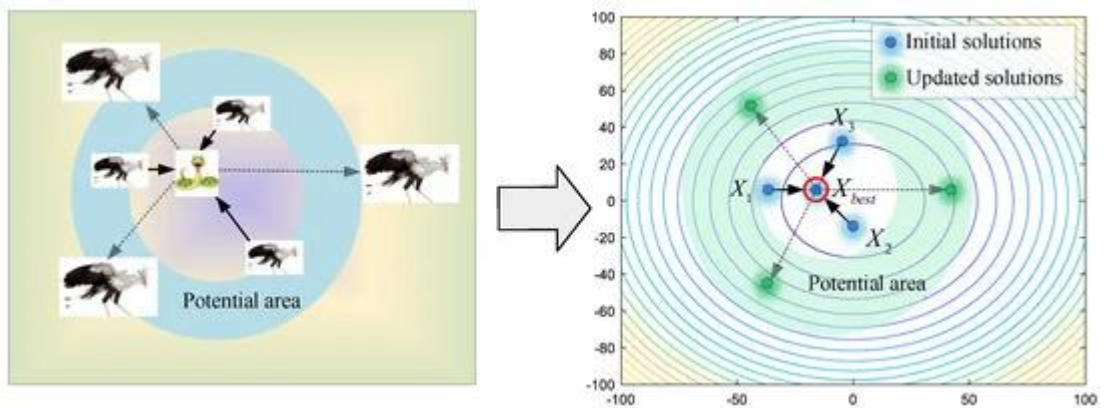 Potential area
100
80
60
40
20
0
-20
-40
-60
-80
-100
-100
-50
0
50
100
Initial solutions
Updated solutions
X3
X1
Xbest
X2
Potential area